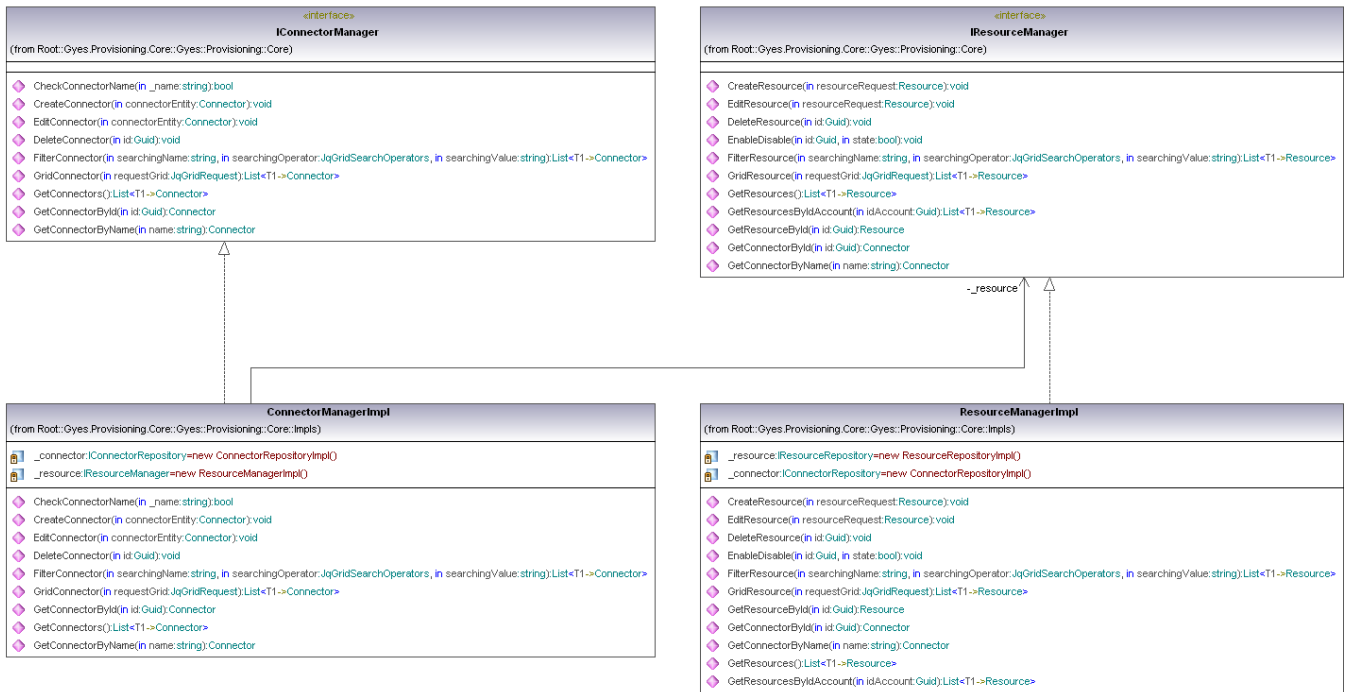 «interface»
IConnectorManager
(from Root::Gyes.Provisioning.Core::Gyes::Provisioning::Core)
CheckConnectorName(in _name:string):bool
CreateConnector(in connectorEntity:Connector):void
EditConnector(in connectorEntity:Connector):void
DeleteConnector(in id:Guid):void
FilterConnector(in searchingName:string, in searchingOperator:JqGridSearchOperators, in searchingValue:string):List<T1->Connector>
GridConnector(in requestGrid:JqGridRequest):List<T1->Connector>
GetConnectors():List<T1->Connector>
GetConnectorById(in id:Guid):Connector
GetConnectorByName(in name:string):Connector
«interface»
IResourceManager
(from Root::Gyes.Provisioning.Core::Gyes::Provisioning::Core)
CreateResource(in resourceRequest:Resource):void
EditResource(in resourceRequest:Resource):void
DeleteResource(in id:Guid):void
EnableDisable(in id:Guid, in state:bool):void
FilterResource(in searchingName:string, in searchingOperator:JqGridSearchOperators, in searchingValue:string):List<T1->Resource>
GridResource(in requestGrid:JqGridRequest):List<T1->Resource>
GetResources():List<T1->Resource>
GetResourcesByIdAccount(in idAccount:Guid):List<T1->Resource>
GetResourceById(in id:Guid):Resource
GetConnectorById(in id:Guid):Connector
GetConnectorByName(in name:string):Connector
-_resource
ConnectorManagerImpl
(from Root::Gyes.Provisioning.Core::Gyes::Provisioning::Core::Impls)
_connector:IConnectorRepository=new ConnectorRepositoryImpl()
_resource:IResourceManager=new ResourceManagerImpl()
CheckConnectorName(in _name:string):bool
CreateConnector(in connectorEntity:Connector):void
EditConnector(in connectorEntity:Connector):void
DeleteConnector(in id:Guid):void
FilterConnector(in searchingName:string, in searchingOperator:JqGridSearchOperators, in searchingValue:string):List<T1->Connector>
GridConnector(in requestGrid:JqGridRequest):List<T1->Connector>
GetConnectorById(in id:Guid):Connector
GetConnectors():List<T1->Connector>
GetConnectorByName(in name:string):Connector
ResourceManagerImpl
(from Root::Gyes.Provisioning.Core::Gyes::Provisioning::Core::Impls)
_resource:IResourceRepository=new ResourceRepositoryImpl()
_connector:IConnectorRepository=new ConnectorRepositoryImpl()
CreateResource(in resourceRequest:Resource):void
EditResource(in resourceRequest:Resource):void
DeleteResource(in id:Guid):void
EnableDisable(in id:Guid, in state:bool):void
FilterResource(in searchingName:string, in searchingOperator:JqGridSearchOperators, in searchingValue:string):List<T1->Resource>
GridResource(in requestGrid:JqGridRequest):List<T1->Resource>
GetResourceById(in id:Guid):Resource
GetConnectorById(in id:Guid):Connector
GetConnectorByName(in name:string):Connector
GetResources():List<T1->Resource>
GetResourcesByIdAccount(in idAccount:Guid):List<T1->Resource>